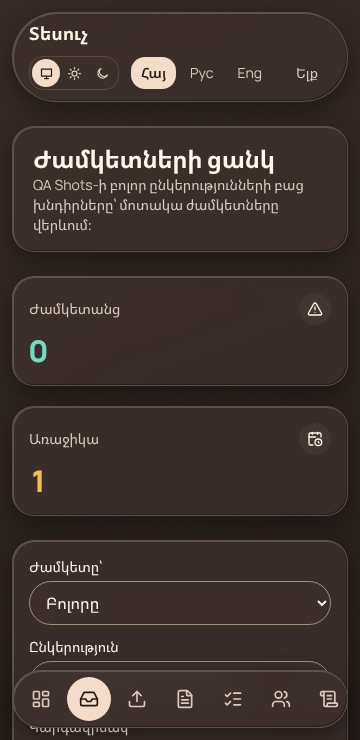 Տեսուչ
Հայ Рус Eng Ելք
Ժամկետների ցանկ
QA Shots-ի բոլոր ընկերությունների բաց
խնդիրները՝ մոտակա ժամկետները
վերևում։
Ժամկետանց
0
Առաջիկա
1
Ժամկետը՝
Բոլորը
Ընկերություն